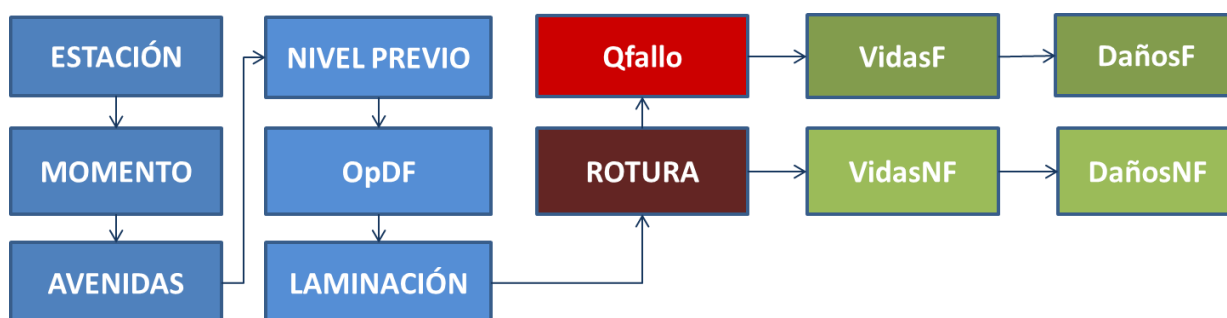 ESTACIÓN
NIVEL PREVIO
Qfallo
VidasF
DañosF
MOMENTO
OpDF
ROTURA
VidasNF
DañosNF
AVENIDAS
LAMINACIÓN